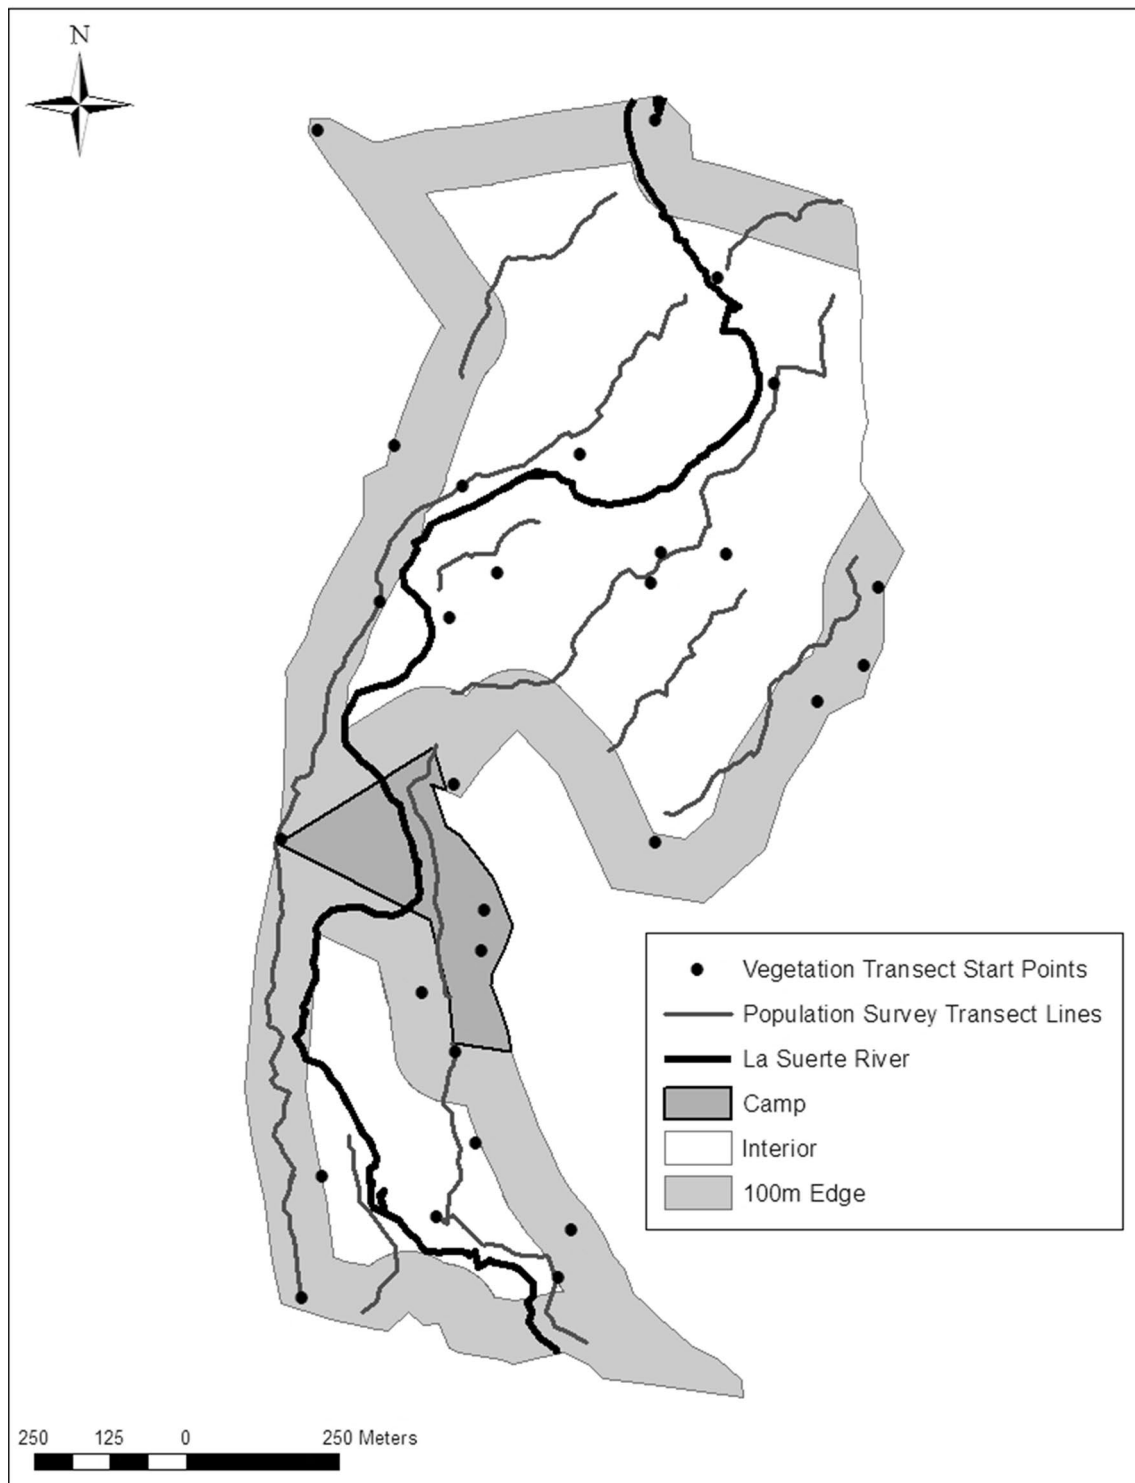 N
Vegetation Transect Start Points
Population Survey Transect Lines
La Suerte River
Camp
Interior
100m Edge
250 125 0 250 Meters